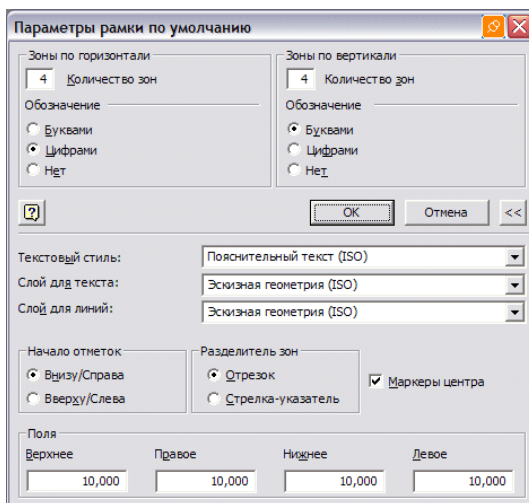 Параметры рамки по умолчанию
Зоны по горизонтали
4 Количество зон
Обозначение
Буквами
Цифрами
Нет
Зоны по вертикали
4 Количество зон
Обозначение
Буквами
Цифрами
Нет
?
OK
Отмена
<<
Текстовый стиль: Пояснительный текст (ISO)
Слой для текста: Эскизная геометрия (ISO)
Слой для линий: Эскизная геометрия (ISO)
Начало отметок
Внизу/Справа
Вверху/Слева
Разделитель зон
Отрезок
Стрелка-указатель
Маркеры центра
Поля
Верхнее Правое Нижнее Левое
10,000 10,000 10,000 10,000